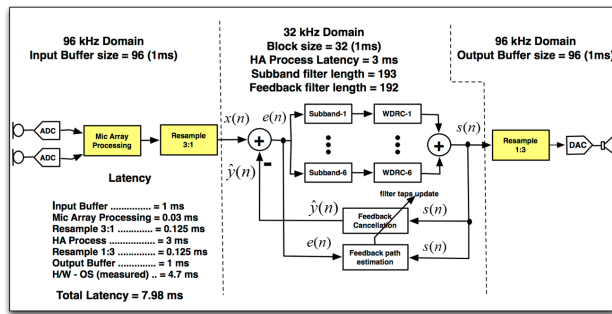 96 kHz Domain
Input Buffer size = 96 (1ms)
32 kHz Domain
Block size = 32 (1ms)
HA Process Latency = 3 ms
Subband filter length = 193
Feedback filter length = 192
96 kHz Domain
Output Buffer size = 96 (1ms)
ADC
ADC
Mic Array
Processing
Resample
3:1
x(n)
e(n)
+
-
ŷ(n)
Subband-1
WDRC-1
Subband-6
WDRC-6
+
s(n)
Resample
1:3
DAC
filter taps update
ŷ(n)
Feedback
Cancellation
s(n)
e(n)
Feedback path
estimation
s(n)
Latency
Input Buffer .............. = 1 ms
Mic Array Processing = 0.03 ms
Resample 3:1 ............ = 0.125 ms
HA Process ................ = 3 ms
Resample 1:3 ............ = 0.125 ms
Output Buffer ............ = 1 ms
H/W - OS (measured) .. = 4.7 ms
Total Latency = 7.98 ms